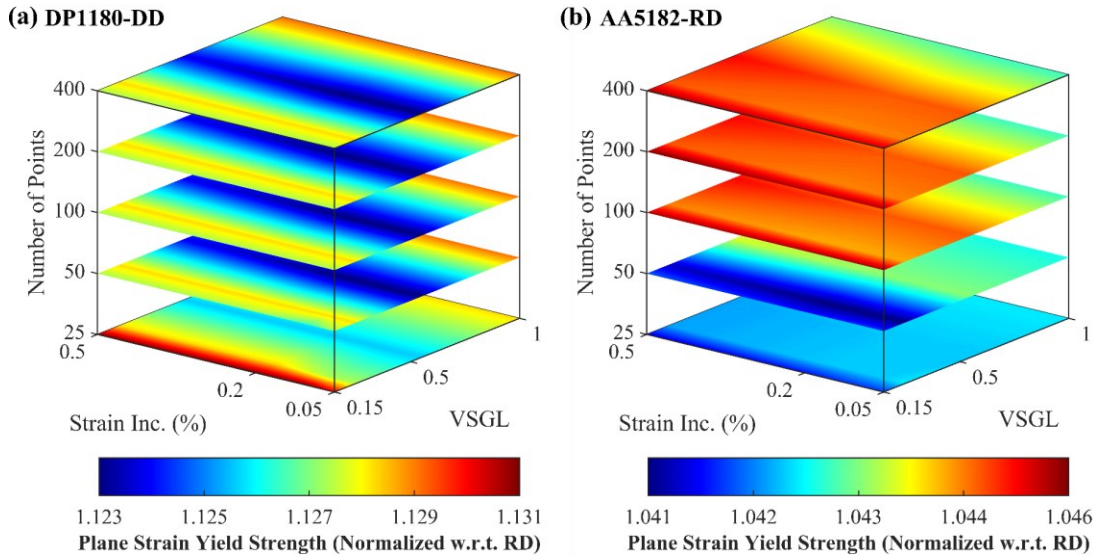 (a) DP1180-DD
Number of Points
400
200
100
50
25
0.5
0.2
0.05
Strain Inc. (%)
0.15
0.5
1
VSGL
1.123 1.125 1.127 1.129 1.131
Plane Strain Yield Strength (Normalized w.r.t. RD)
(b) AA5182-RD
Number of Points
400
200
100
50
25
0.5
0.2
0.05
Strain Inc. (%)
0.15
0.5
1
VSGL
1.041 1.042 1.043 1.044 1.046
Plane Strain Yield Strength (Normalized w.r.t. RD)